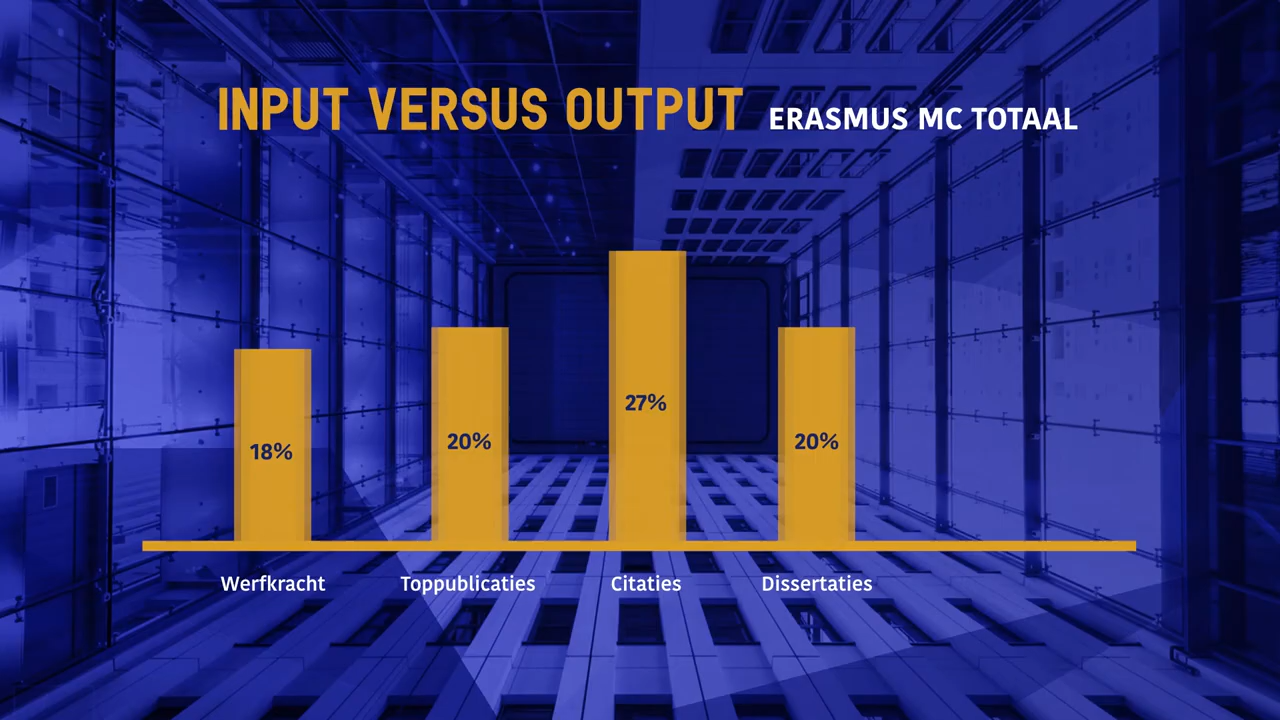 INPUT VERSUS OUTPUT ERASMUS MC TOTAAL
27%
20% 20%
18%
Werfkracht Toppublicaties Citaties Dissertaties